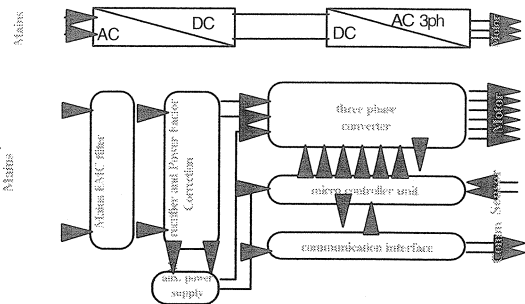 Mains
AC
DC
DC
AC 3ph
Motor
Mains
Mains EMC filter
rectifier and Power Factor
Correction
three phase
converter
Motor
micro controller unit
communication interface
aux. power
supply